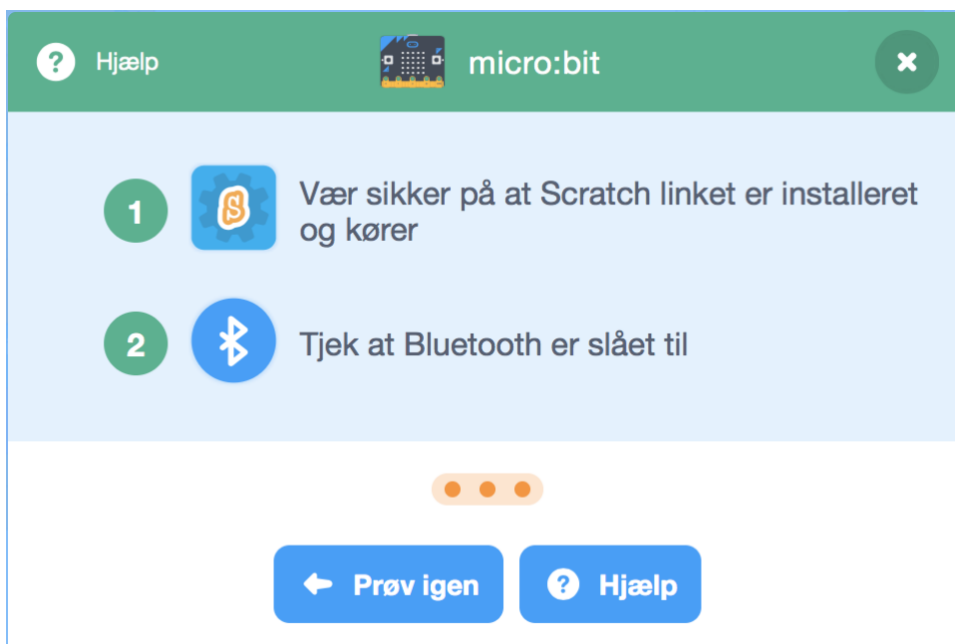 Hjælp
micro:bit
1
Vær sikker på at Scratch linket er installeret
og kører
2
Tjek at Bluetooth er slået til
Prøv igen
Hjælp